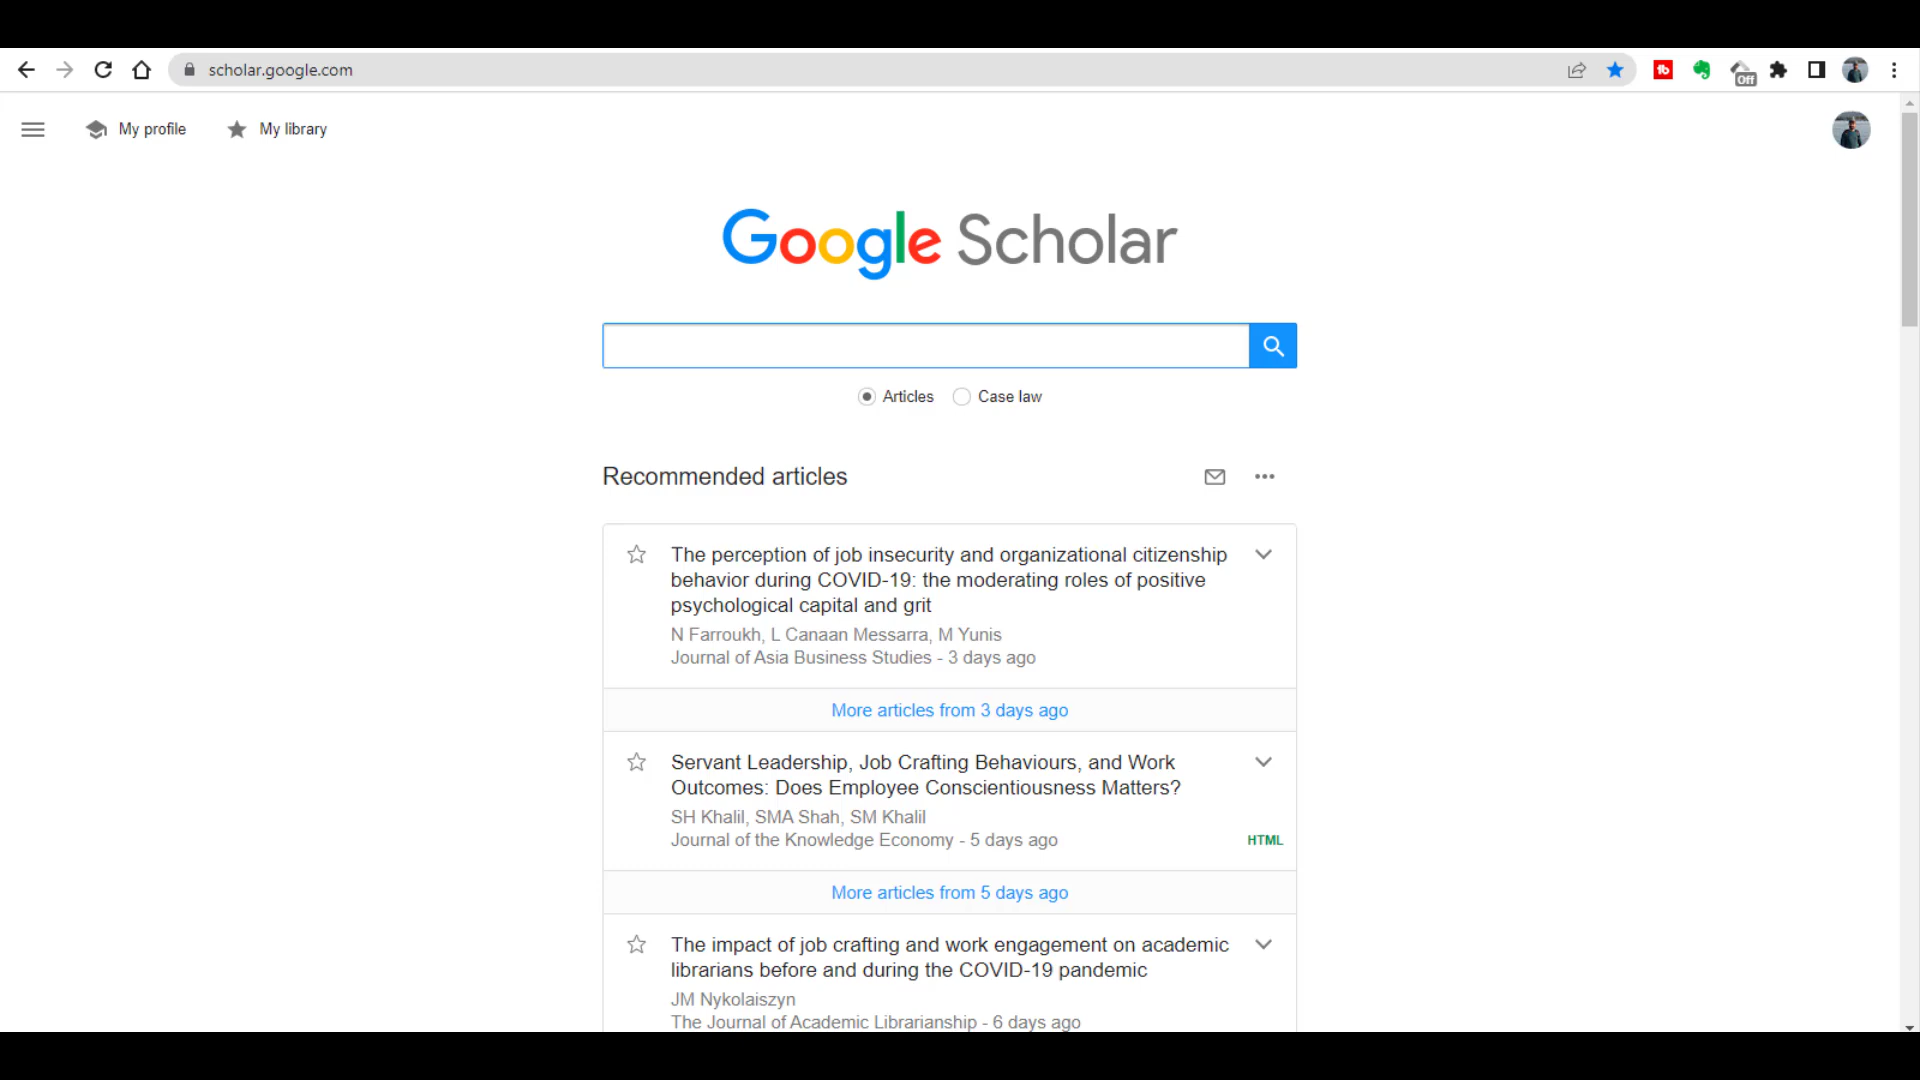 scholar.google.com
Off
My profile
My library
Google Scholar
Articles
Case law
Recommended articles
The perception of job insecurity and organizational citizenship
behavior during COVID-19: the moderating roles of positive
psychological capital and grit
N Farroukh, L Canaan Messarra, M Yunis
Journal of Asia Business Studies - 3 days ago
More articles from 3 days ago
Servant Leadership, Job Crafting Behaviours, and Work
Outcomes: Does Employee Conscientiousness Matters?
SH Khalil, SMA Shah, SM Khalil
Journal of the Knowledge Economy - 5 days ago
HTML
More articles from 5 days ago
The impact of job crafting and work engagement on academic
librarians before and during the COVID-19 pandemic
JM Nykolaiszyn
The Journal of Academic Librarianship - 6 days ago